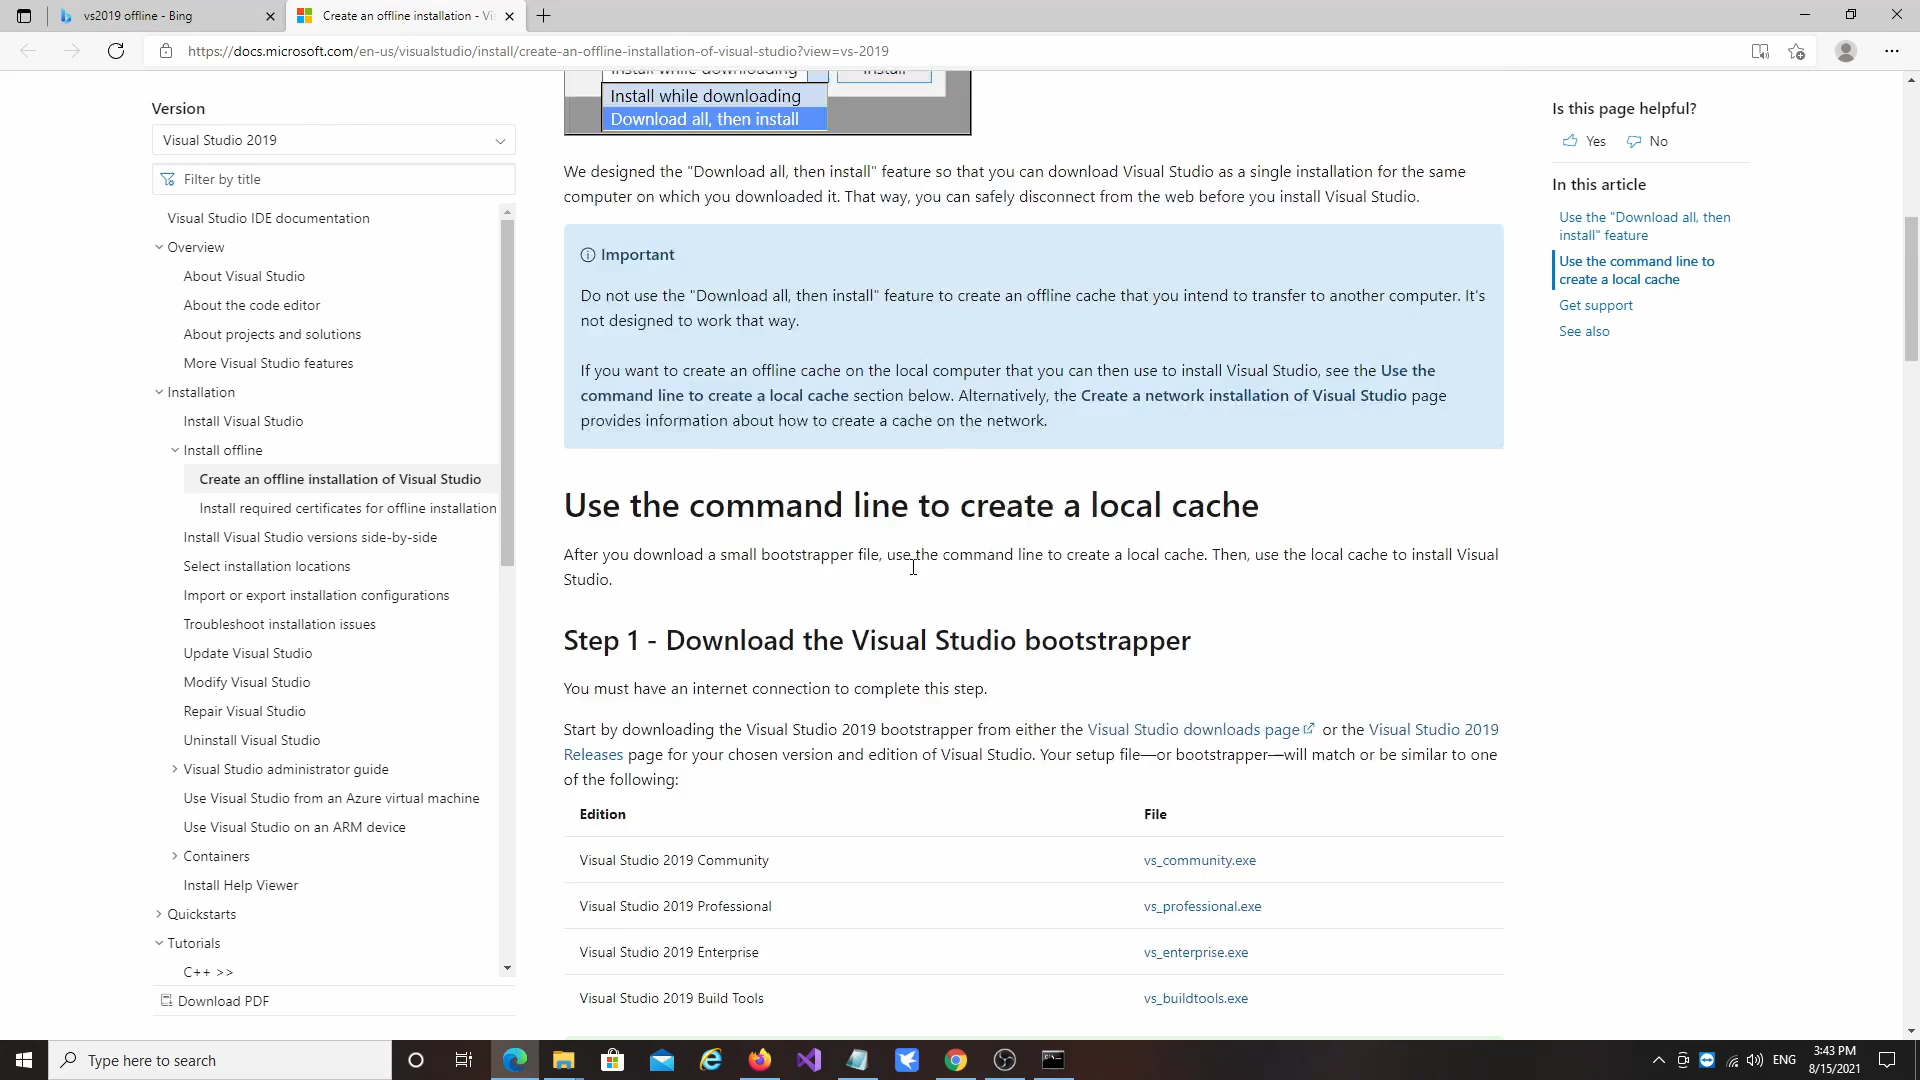 vs2019 offline - Bing
Create an offline installation - Vi
https://docs.microsoft.com/en-us/visualstudio/install/create-an-offline-installation-of-visual-studio?view=vs-2019
Version
Visual Studio 2019
Filter by title
Visual Studio IDE documentation
Overview
About Visual Studio
About the code editor
About projects and solutions
More Visual Studio features
Installation
Install Visual Studio
Install offline
Create an offline installation of Visual Studio
Install required certificates for offline installation
Install Visual Studio versions side-by-side
Select installation locations
Import or export installation configurations
Troubleshoot installation issues
Update Visual Studio
Modify Visual Studio
Repair Visual Studio
Uninstall Visual Studio
Visual Studio administrator guide
Use Visual Studio from an Azure virtual machine
Use Visual Studio on an ARM device
Containers
Install Help Viewer
Quickstarts
Tutorials
C++ >>
Download PDF
Install while downloading
Install
Install while downloading
Download all, then install
We designed the "Download all, then install" feature so that you can download Visual Studio as a single installation for the same
computer on which you downloaded it. That way, you can safely disconnect from the web before you install Visual Studio.
Important
Do not use the "Download all, then install" feature to create an offline cache that you intend to transfer to another computer. It's
not designed to work that way.
If you want to create an offline cache on the local computer that you can then use to install Visual Studio, see the Use the
command line to create a local cache section below. Alternatively, the Create a network installation of Visual Studio page
provides information about how to create a cache on the network.
Use the command line to create a local cache
After you download a small bootstrapper file, use the command line to create a local cache. Then, use the local cache to install Visual
Studio.
Step 1 - Download the Visual Studio bootstrapper
You must have an internet connection to complete this step.
Start by downloading the Visual Studio 2019 bootstrapper from either the Visual Studio downloads page or the Visual Studio 2019
Releases page for your chosen version and edition of Visual Studio. Your setup file—or bootstrapper—will match or be similar to one
of the following:
Edition File
Visual Studio 2019 Community vs_community.exe
Visual Studio 2019 Professional vs_professional.exe
Visual Studio 2019 Enterprise vs_enterprise.exe
Visual Studio 2019 Build Tools vs_buildtools.exe
Is this page helpful?
Yes No
In this article
Use the "Download all, then
install" feature
Use the command line to
create a local cache
Get support
See also
Type here to search
ENG
3:43 PM
8/15/2021